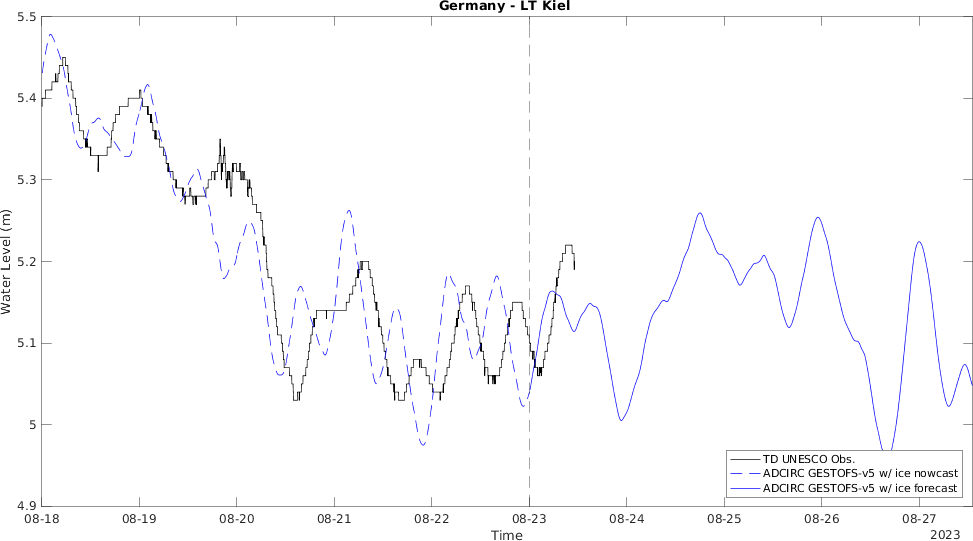 Germany - LT Kiel
5.5
5.4
5.3
5.2
5.1
5
4.9
Water Level (m)
TD UNESCO Obs.
ADCIRC GESTOFS-v5 w/ ice nowcast
ADCIRC GESTOFS-v5 w/ ice forecast
08-18 08-19 08-20 08-21 08-22 08-23 08-24 08-25 08-26 08-27
Time
2023